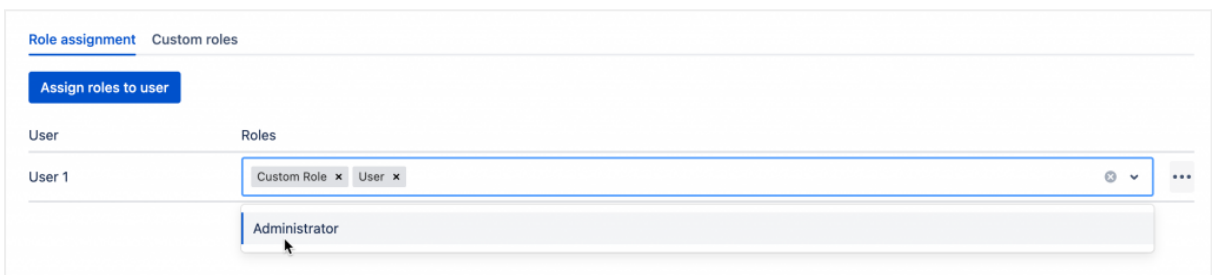 Role assignment Custom roles
Assign roles to user
User Roles
User 1 Custom Role × User ×
Administrator